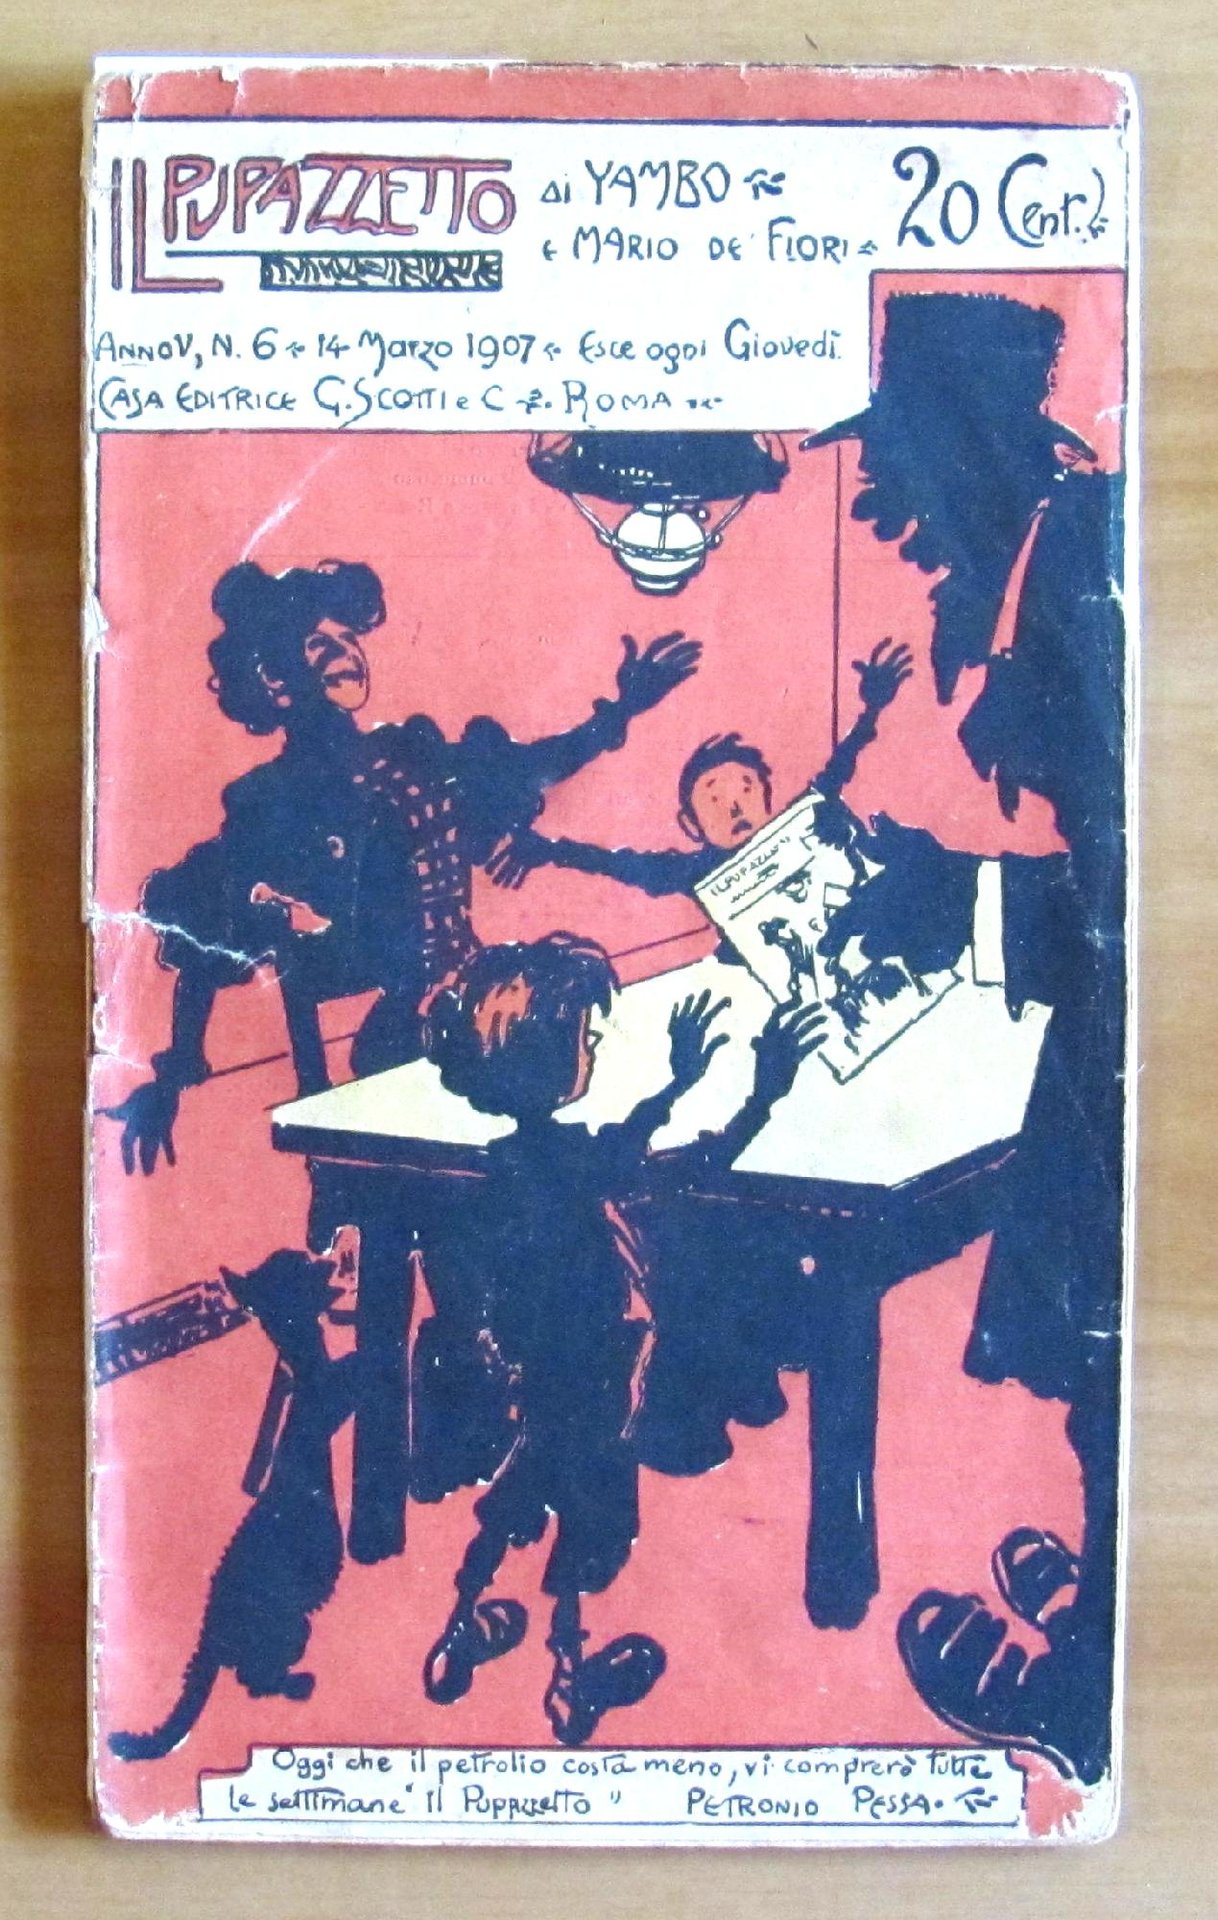 IL PUPAZZETTO
di YAMBO
e MARIO DE' FIORI
20 Cent.
Anno V, N. 6 14 Marzo 1907 Esce ogni Giovedì.
CASA EDITRICE G. SCOTTI e C. ROMA
IL PUPAZZETTO
Oggi che il petrolio costa meno, vi comprerò tutte
le settimane "Il Pupazzetto" PETRONIO PESSA.